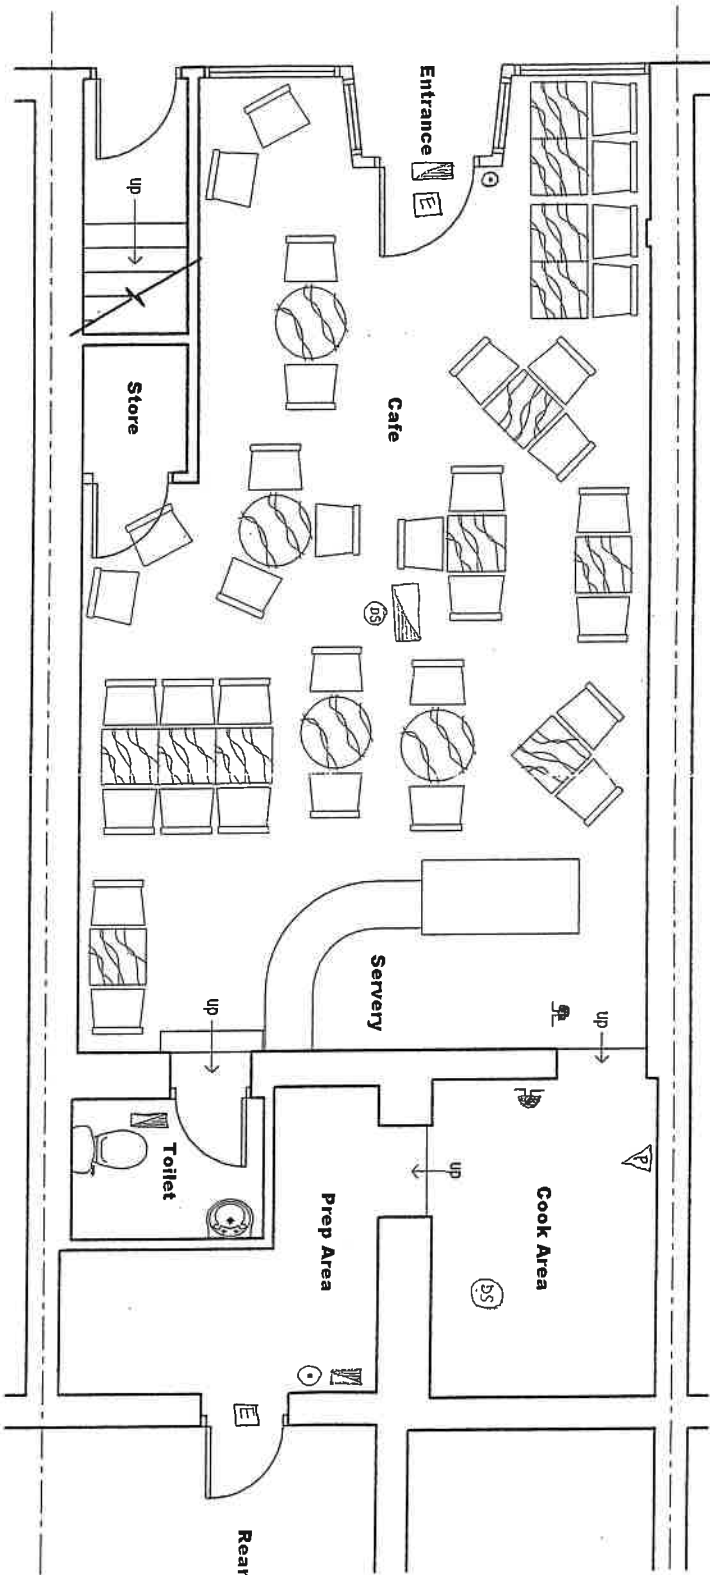 Entrance
E
up
Store
Cafe
DS
Servery
up
up
up
Toilet
Prep Area
Cook Area
P
DS
E
Rear